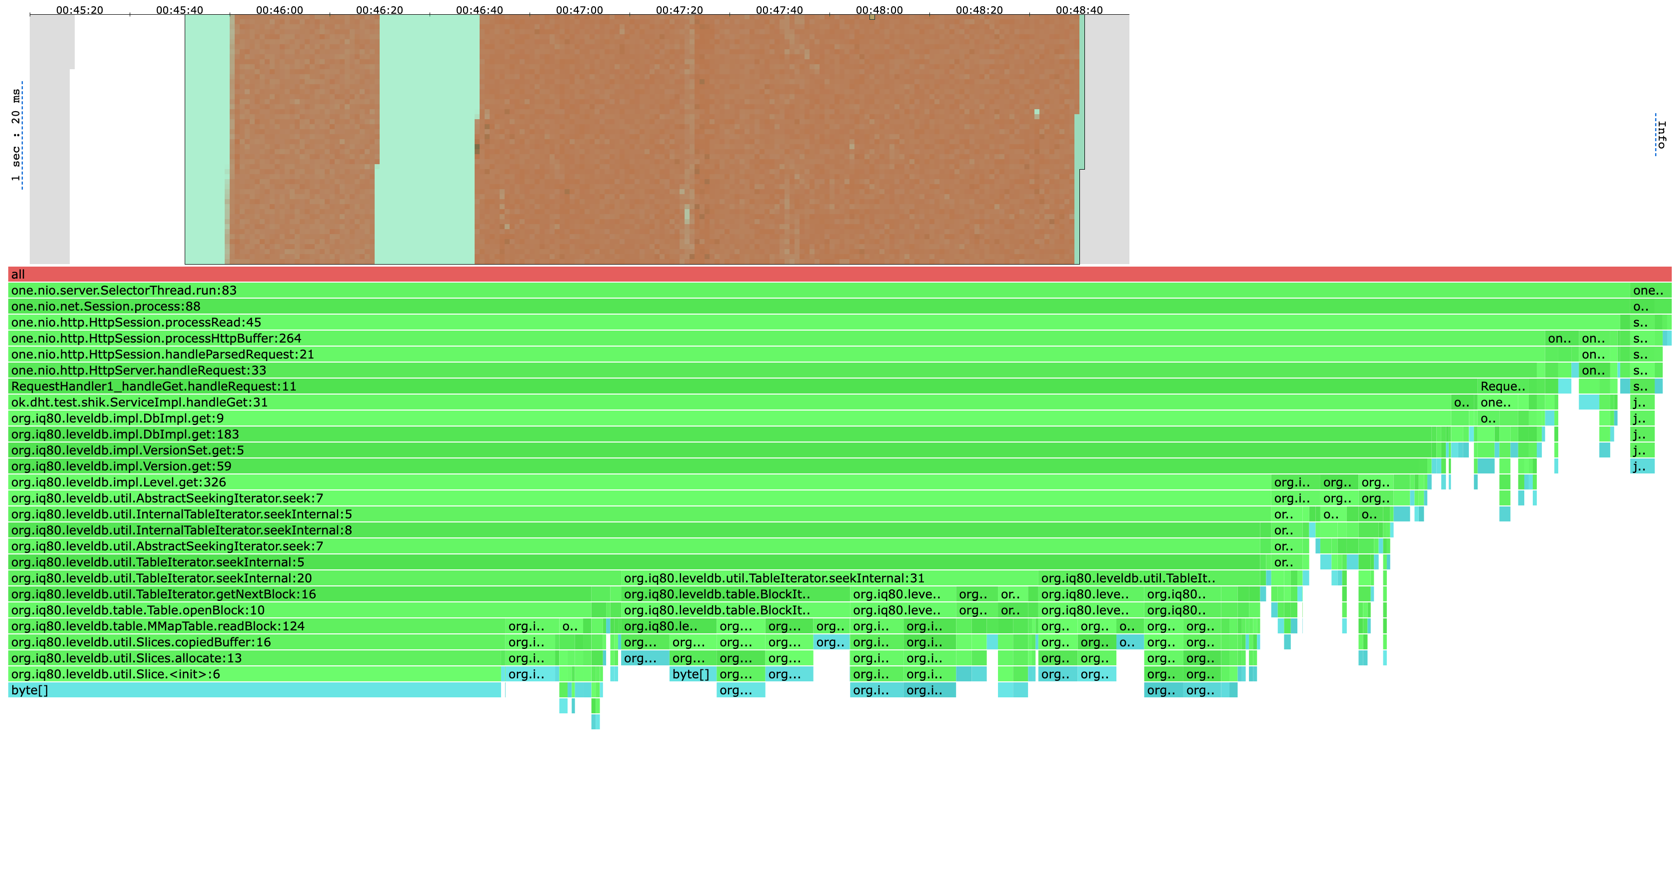 00:45:20 00:45:40 00:46:00 00:46:20 00:46:40 00:47:00 00:47:20 00:47:40 00:48:00 00:48:20 00:48:40
1 sec : 20 ms
Info
all
one.nio.server.SelectorThread.run:83 one..
one.nio.net.Session.process:88 o..
one.nio.http.HttpSession.processRead:45 s..
one.nio.http.HttpSession.processHttpBuffer:264 on.. on.. s..
one.nio.http.HttpSession.handleParsedRequest:21 on.. s..
one.nio.http.HttpServer.handleRequest:33 on.. s..
RequestHandler1_handleGet.handleRequest:11 Reque.. s..
ok.dht.test.shik.ServiceImpl.handleGet:31 o.. one.. j..
org.iq80.leveldb.impl.DbImpl.get:9 o.. j..
org.iq80.leveldb.impl.DbImpl.get:183 j..
org.iq80.leveldb.impl.VersionSet.get:5 j..
org.iq80.leveldb.impl.Version.get:59 j..
org.iq80.leveldb.impl.Level.get:326 org.i.. org.. org..
org.iq80.leveldb.util.AbstractSeekingIterator.seek:7 org.i.. org.. org..
org.iq80.leveldb.util.InternalTableIterator.seekInternal:5 or.. o.. o..
org.iq80.leveldb.util.InternalTableIterator.seekInternal:8 or..
org.iq80.leveldb.util.AbstractSeekingIterator.seek:7 or..
org.iq80.leveldb.util.TableIterator.seekInternal:5 or..
org.iq80.leveldb.util.TableIterator.seekInternal:20 org.iq80.leveldb.util.TableIterator.seekInternal:31 org.iq80.leveldb.util.TableIt..
org.iq80.leveldb.util.TableIterator.getNextBlock:16 org.iq80.leveldb.table.BlockIt.. org.iq80.leve.. org.. or.. org.iq80.leve.. org.iq80..
org.iq80.leveldb.table.Table.openBlock:10 org.iq80.leveldb.table.BlockIt.. org.iq80.leve.. org.. or.. org.iq80.leve.. org.iq80..
org.iq80.leveldb.table.MMapTable.readBlock:124 org.i.. o.. org.iq80.le.. org... org... org.. org.i.. org.i.. org.. org.. o.. org.. org..
org.iq80.leveldb.util.Slices.copiedBuffer:16 org.i.. org... org... org... org... org.. org.i.. org.i.. org.. org.. o.. org.. org..
org.iq80.leveldb.util.Slices.allocate:13 org.i.. org... org... org... org... org.i.. org.i.. org.. org.. org.. org..
org.iq80.leveldb.util.Slice.<init>:6 org.i.. byte[] org... org... org.i.. org.i.. org.. org.. org.. org..
byte[] org... org.i.. org.i.. org.. org..